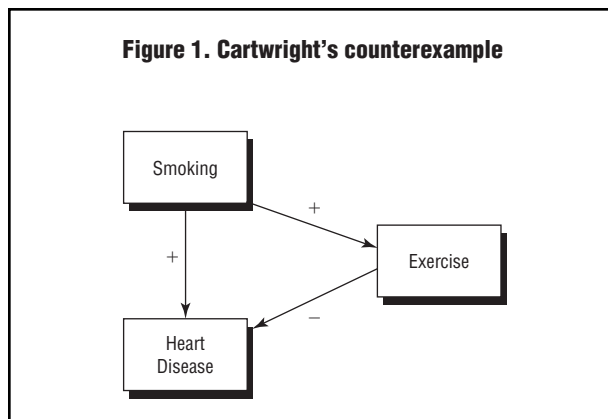 Figure 1. Cartwright’s counterexample
Smoking
+
+
Exercise
−
Heart
Disease